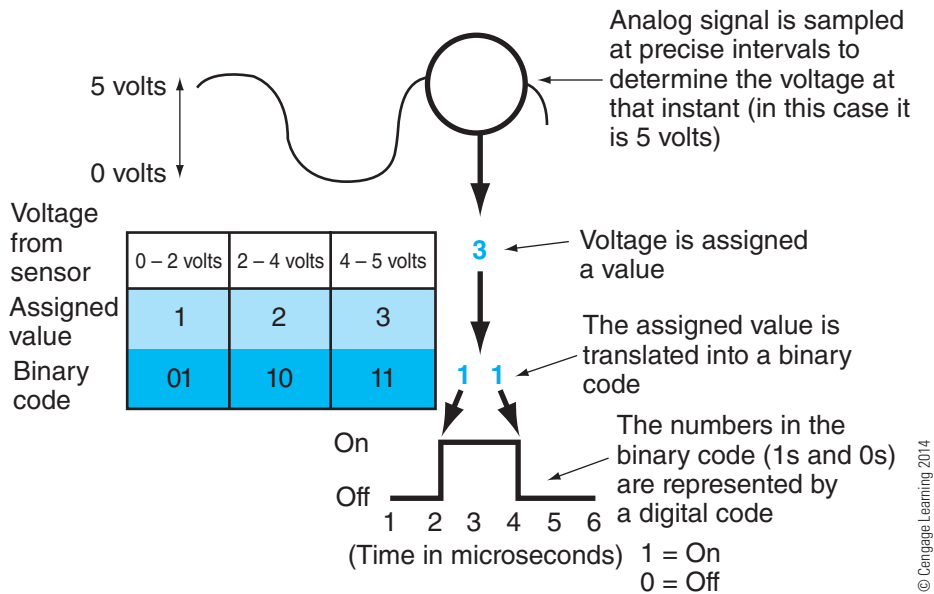 Analog signal is sampled
at precise intervals to
determine the voltage at
that instant (in this case it
is 5 volts)
5 volts
0 volts
Voltage
from
sensor
0 – 2 volts 2 – 4 volts 4 – 5 volts
Assigned
value
1 2 3
Binary
code
01 10 11
3
Voltage is assigned
a value
The assigned value is
translated into a binary
code
1 1
The numbers in the
binary code (1s and 0s)
are represented by
a digital code
On
Off
1 2 3 4 5 6
(Time in microseconds)
1 = On
0 = Off
© Cengage Learning 2014